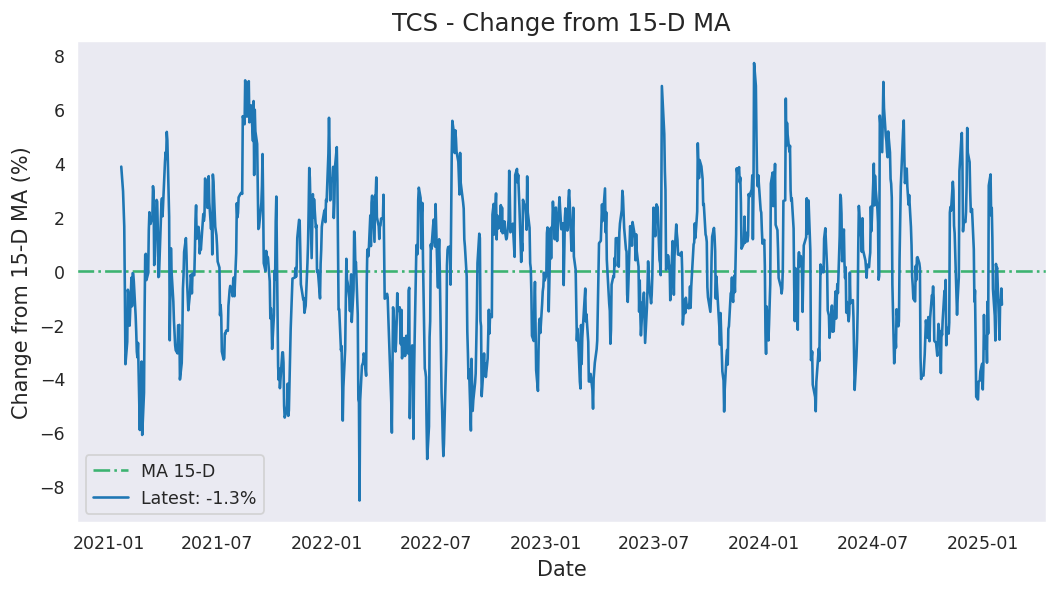 TCS - Change from 15-D MA
Change from 15-D MA (%)
8
6
4
2
0
−2
−4
−6
−8
MA 15-D
Latest: -1.3%
2021-01 2021-07 2022-01 2022-07 2023-01 2023-07 2024-01 2024-07 2025-01
Date